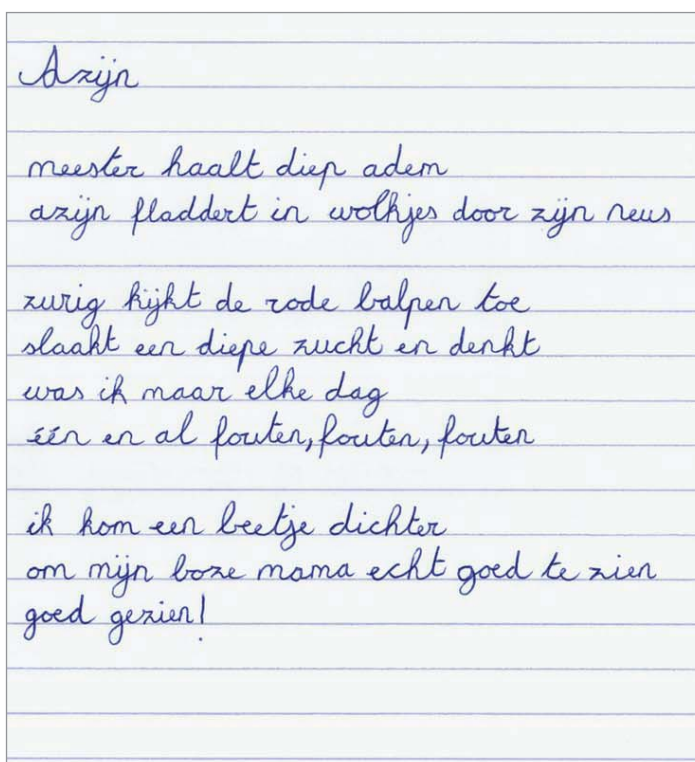 Azijn
meester haalt diep adem
azijn fladdert in wolkjes door zijn neus
zurig kijkt de rode balpen toe
slaakt een diepe zucht en denkt
was ik maar elke dag
één en al fouten, fouten, fouten
ik kom een beetje dichter
om mijn boze mama echt goed te zien
goed gezien!